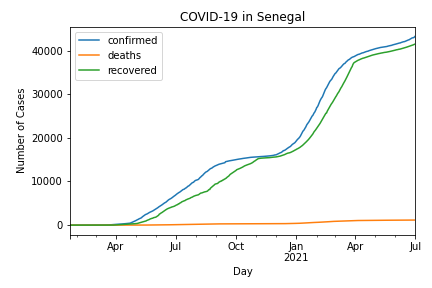 COVID-19 in Senegal
confirmed
deaths
recovered
Number of Cases
40000
30000
20000
10000
0
Apr Jul Oct Jan Apr Jul
2021
Day